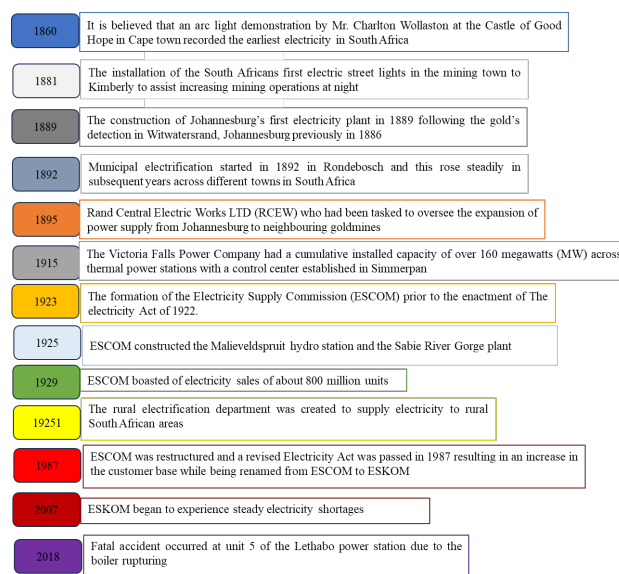 1860
It is believed that an arc light demonstration by Mr. Charlton Wollaston at the Castle of Good
Hope in Cape town recorded the earliest electricity in South Africa
1881
The installation of the South Africans first electric street lights in the mining town to
Kimberly to assist increasing mining operations at night
1889
The construction of Johannesburg's first electricity plant in 1889 following the gold's
detection in Witwatersrand, Johannesburg previously in 1886
1892
Municipal electrification started in 1892 in Rondebosch and this rose steadily in
subsequent years across different towns in South Africa
1895
Rand Central Electric Works LTD (RCEW) who had been tasked to oversee the expansion of
power supply from Johannesburg to neighbouring goldmines
1915
The Victoria Falls Power Company had a cumulative installed capacity of over 160 megawatts (MW) across
thermal power stations with a control center established in Simmerpan
1923
The formation of the Electricity Supply Commission (ESCOM) prior to the enactment of The
electricity Act of 1922.
1925
ESCOM constructed the Malieveldspruit hydro station and the Sabie River Gorge plant
1929
ESCOM boasted of electricity sales of about 800 million units
19251
The rural electrification department was created to supply electricity to rural
South African areas
1987
ESCOM was restructured and a revised Electricity Act was passed in 1987 resulting in an increase in
the customer base while being renamed from ESCOM to ESKOM
2007
ESKOM began to experience steady electricity shortages
2018
Fatal accident occurred at unit 5 of the Lethabo power station due to the
boiler rupturing